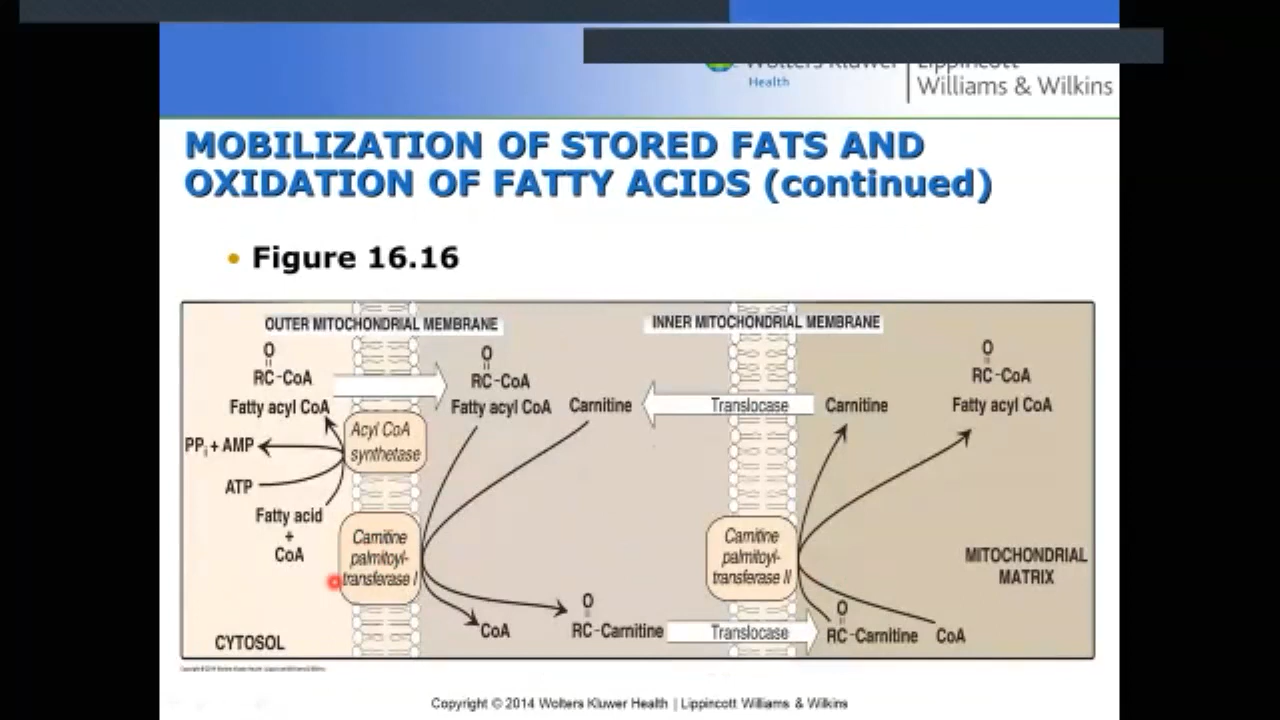 Health
Williams & Wilkins
MOBILIZATION OF STORED FATS AND
OXIDATION OF FATTY ACIDS (continued)
• Figure 16.16
OUTER MITOCHONDRIAL MEMBRANE
INNER MITOCHONDRIAL MEMBRANE
O
RC-CoA
Fatty acyl CoA
O
RC-CoA
Fatty acyl CoA
Carnitine
Translocase
Carnitine
O
RC-CoA
Fatty acyl CoA
PPi + AMP
Acyl CoA
synthetase
ATP
Fatty acid
+
CoA
Carnitine
palmitoyl-
transferase I
Carnitine
palmitoyl-
transferase II
MITOCHONDRIAL
MATRIX
CYTOSOL
CoA
O
RC-Carnitine
Translocase
O
RC-Carnitine
CoA
Copyright © 2014 Wolters Kluwer Health | Lippincott Williams & Wilkins